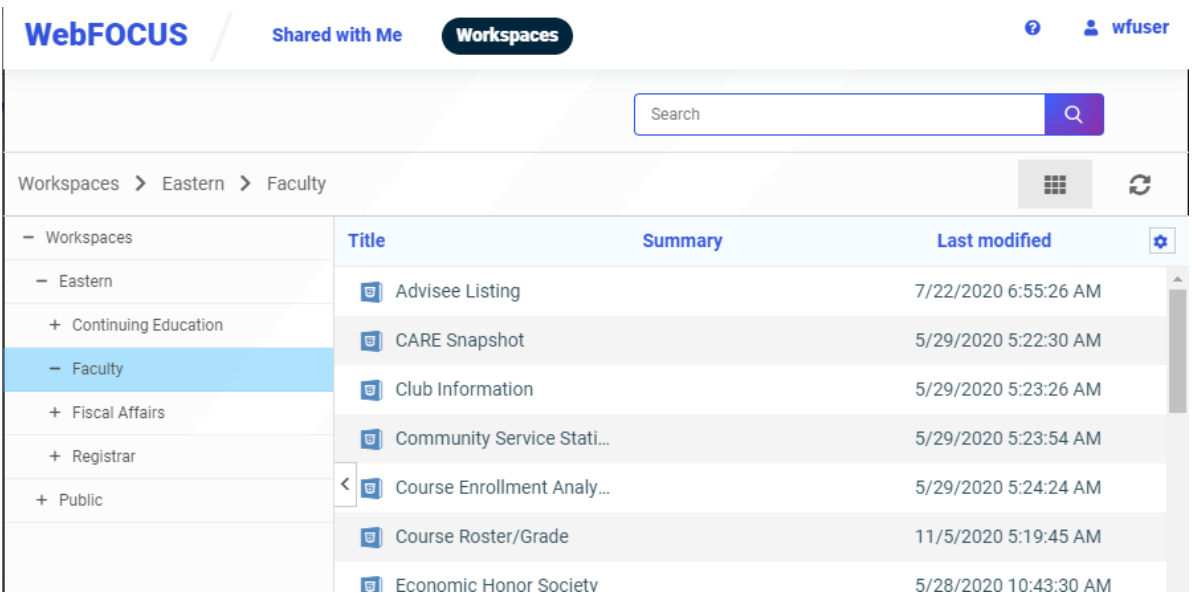 WebFOCUS Shared with Me Workspaces wfuser
Search
Workspaces > Eastern > Faculty
− Workspaces
− Eastern
+ Continuing Education
− Faculty
+ Fiscal Affairs
+ Registrar
+ Public
Title Summary Last modified
Advisee Listing 7/22/2020 6:55:26 AM
CARE Snapshot 5/29/2020 5:22:30 AM
Club Information 5/29/2020 5:23:26 AM
Community Service Stati... 5/29/2020 5:23:54 AM
Course Enrollment Analy... 5/29/2020 5:24:24 AM
Course Roster/Grade 11/5/2020 5:19:45 AM
Economic Honor Society 5/28/2020 10:43:30 AM